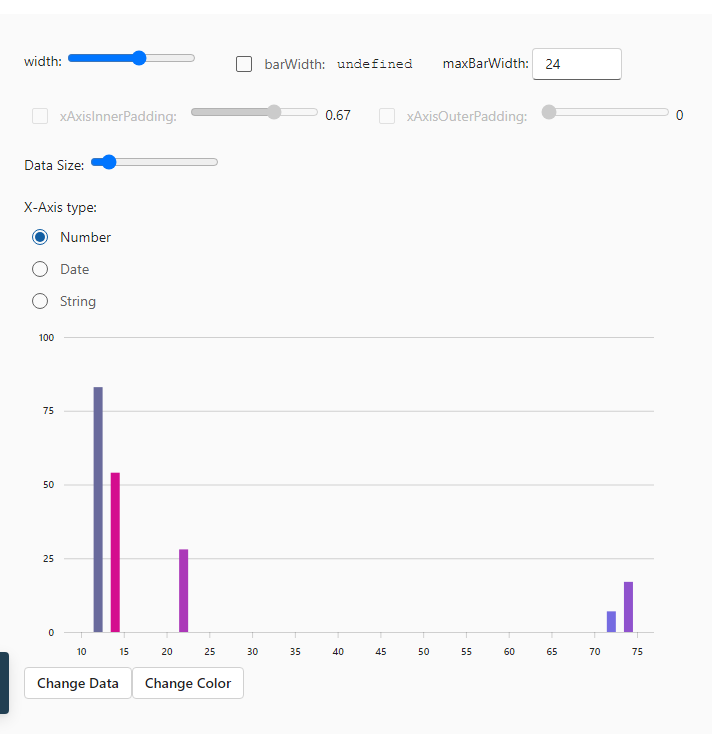 width: barWidth: undefined maxBarWidth: 24
xAxisInnerPadding: 0.67 xAxisOuterPadding: 0
Data Size:
X-Axis type:
Number
Date
String
100
75
50
25
0
10 15 20 25 30 35 40 45 50 55 60 65 70 75
Change Data Change Color